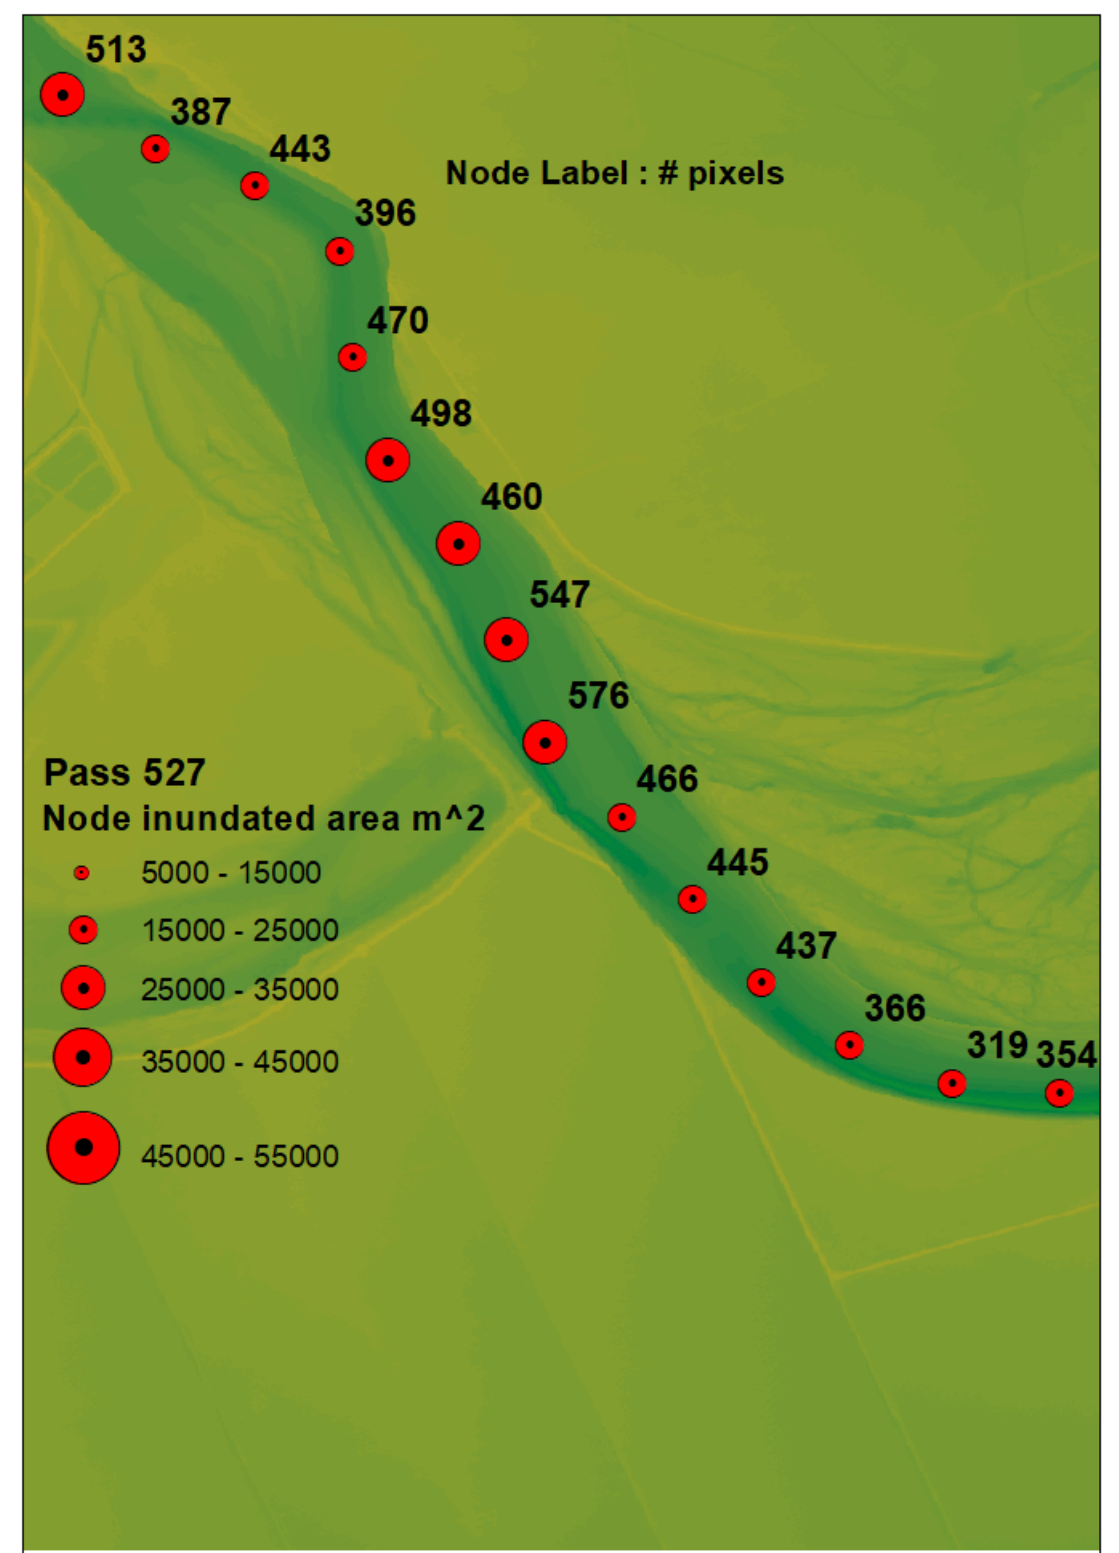 513
387
443
Node Label : # pixels
396
470
498
460
547
576
466
Pass 527
Node inundated area m^2
445
5000 - 15000
15000 - 25000
437
25000 - 35000
366
35000 - 45000
319
354
45000 - 55000